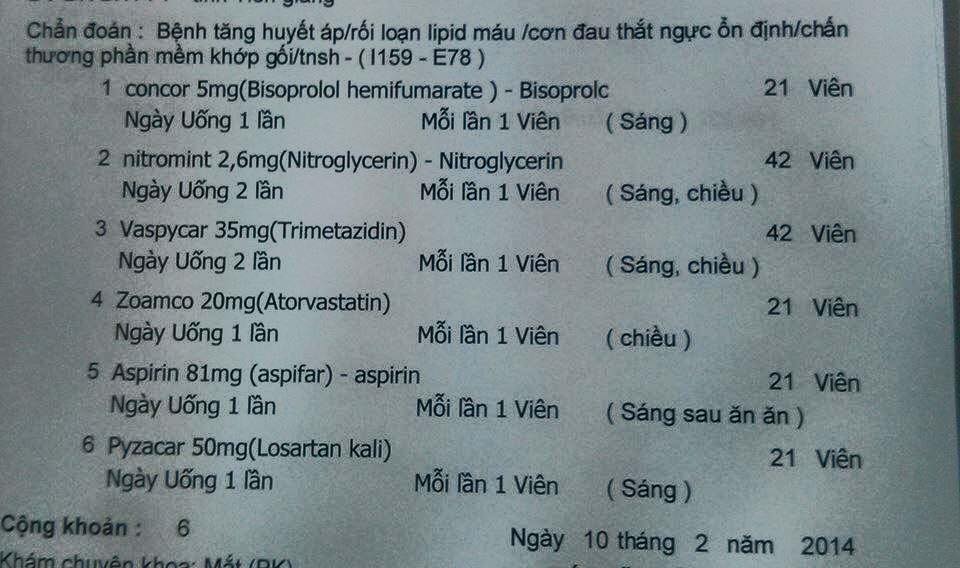 Chẩn đoán : Bệnh tăng huyết áp/rối loạn lipid máu /cơn đau thắt ngực ổn định/chấn
thương phần mềm khớp gối/tnsh - ( I159 - E78 )
1 concor 5mg(Bisoprolol hemifumarate ) - Bisoprolc 21 Viên
Ngày Uống 1 lần Mỗi lần 1 Viên ( Sáng )
2 nitromint 2,6mg(Nitroglycerin) - Nitroglycerin 42 Viên
Ngày Uống 2 lần Mỗi lần 1 Viên ( Sáng, chiều )
3 Vaspycar 35mg(Trimetazidin) 42 Viên
Ngày Uống 2 lần Mỗi lần 1 Viên ( Sáng, chiều )
4 Zoamco 20mg(Atorvastatin) 21 Viên
Ngày Uống 1 lần Mỗi lần 1 Viên ( chiều )
5 Aspirin 81mg (aspifar) - aspirin 21 Viên
Ngày Uống 1 lần Mỗi lần 1 Viên ( Sáng sau ăn ăn )
6 Pyzacar 50mg(Losartan kali) 21 Viên
Ngày Uống 1 lần Mỗi lần 1 Viên ( Sáng )
Cộng khoản : 6
Ngày 10 tháng 2 năm 2014
Khám chuyên khoa: Mắt (PK)